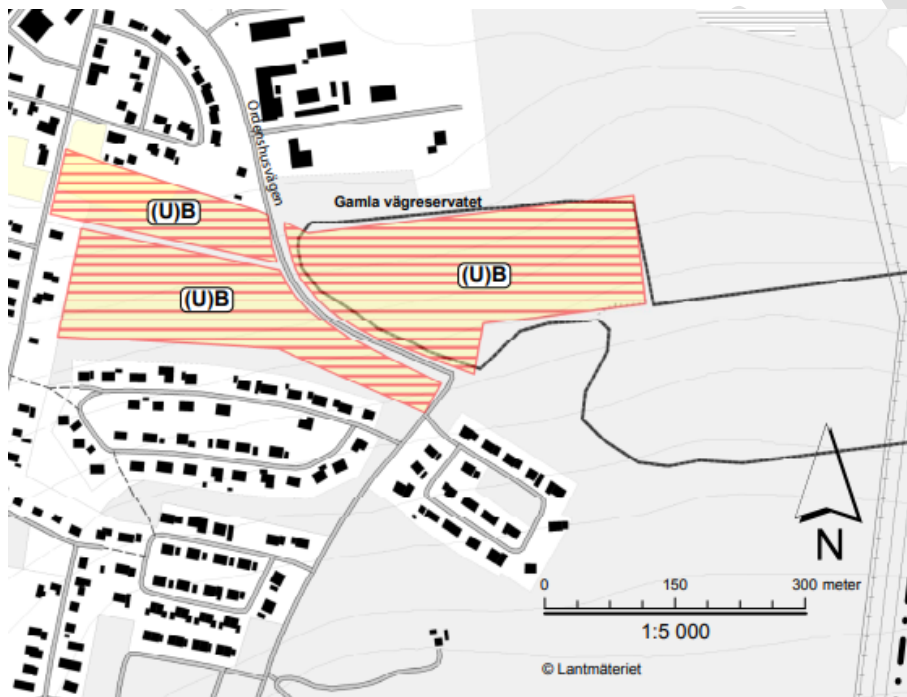 Ordenshusvägen
Gamla vägreservatet
(U)B
(U)B
(U)B
N
0 150 300 meter
1:5 000
© Lantmäteriet